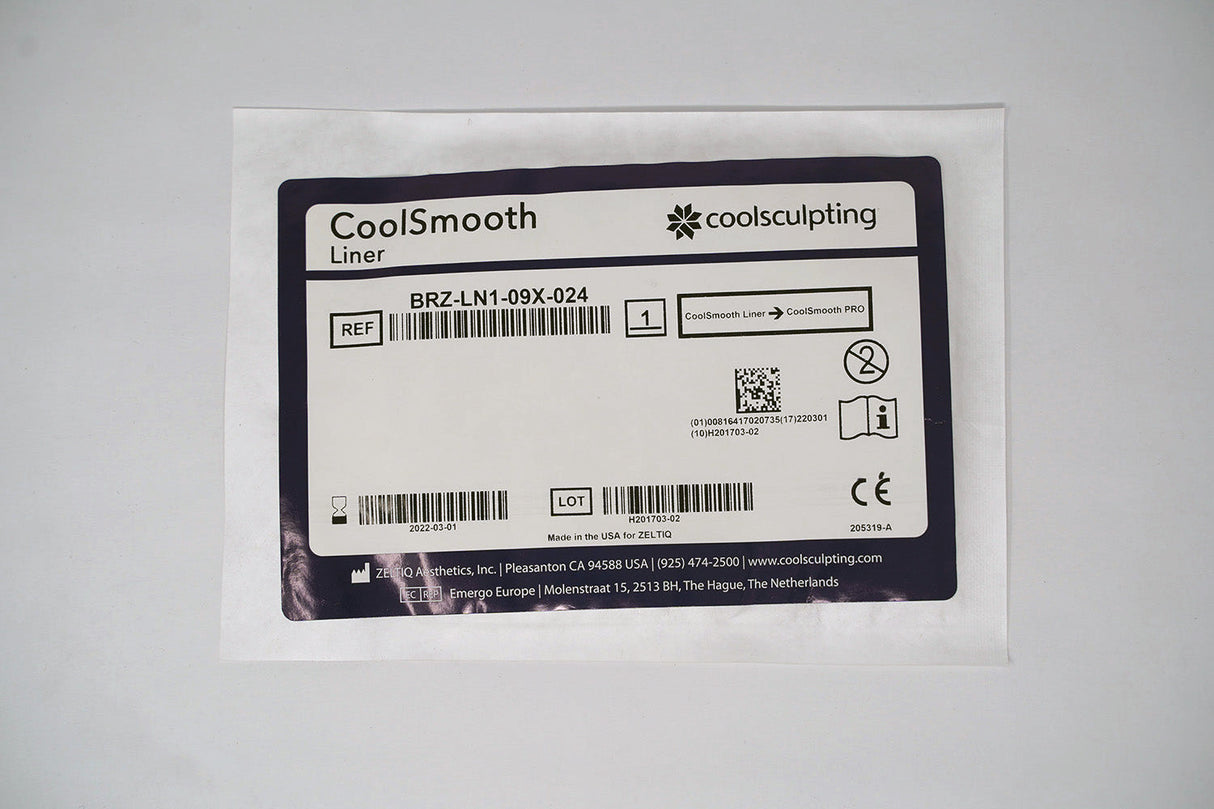 CoolSmooth
Liner
coolsculpting
BRZ-LN1-09X-024
REF
1
CoolSmooth Liner → CoolSmooth PRO
2
(01)00816417020735(17)220301
(10)H201703-02
i
2022-03-01
LOT
H201703-02
CE
Made in the USA for ZELTIQ
205319-A
ZELTIQ Aesthetics, Inc. | Pleasanton CA 94588 USA | (925) 474-2500 | www.coolsculpting.com
EC REP Emergo Europe | Molenstraat 15, 2513 BH, The Hague, The Netherlands